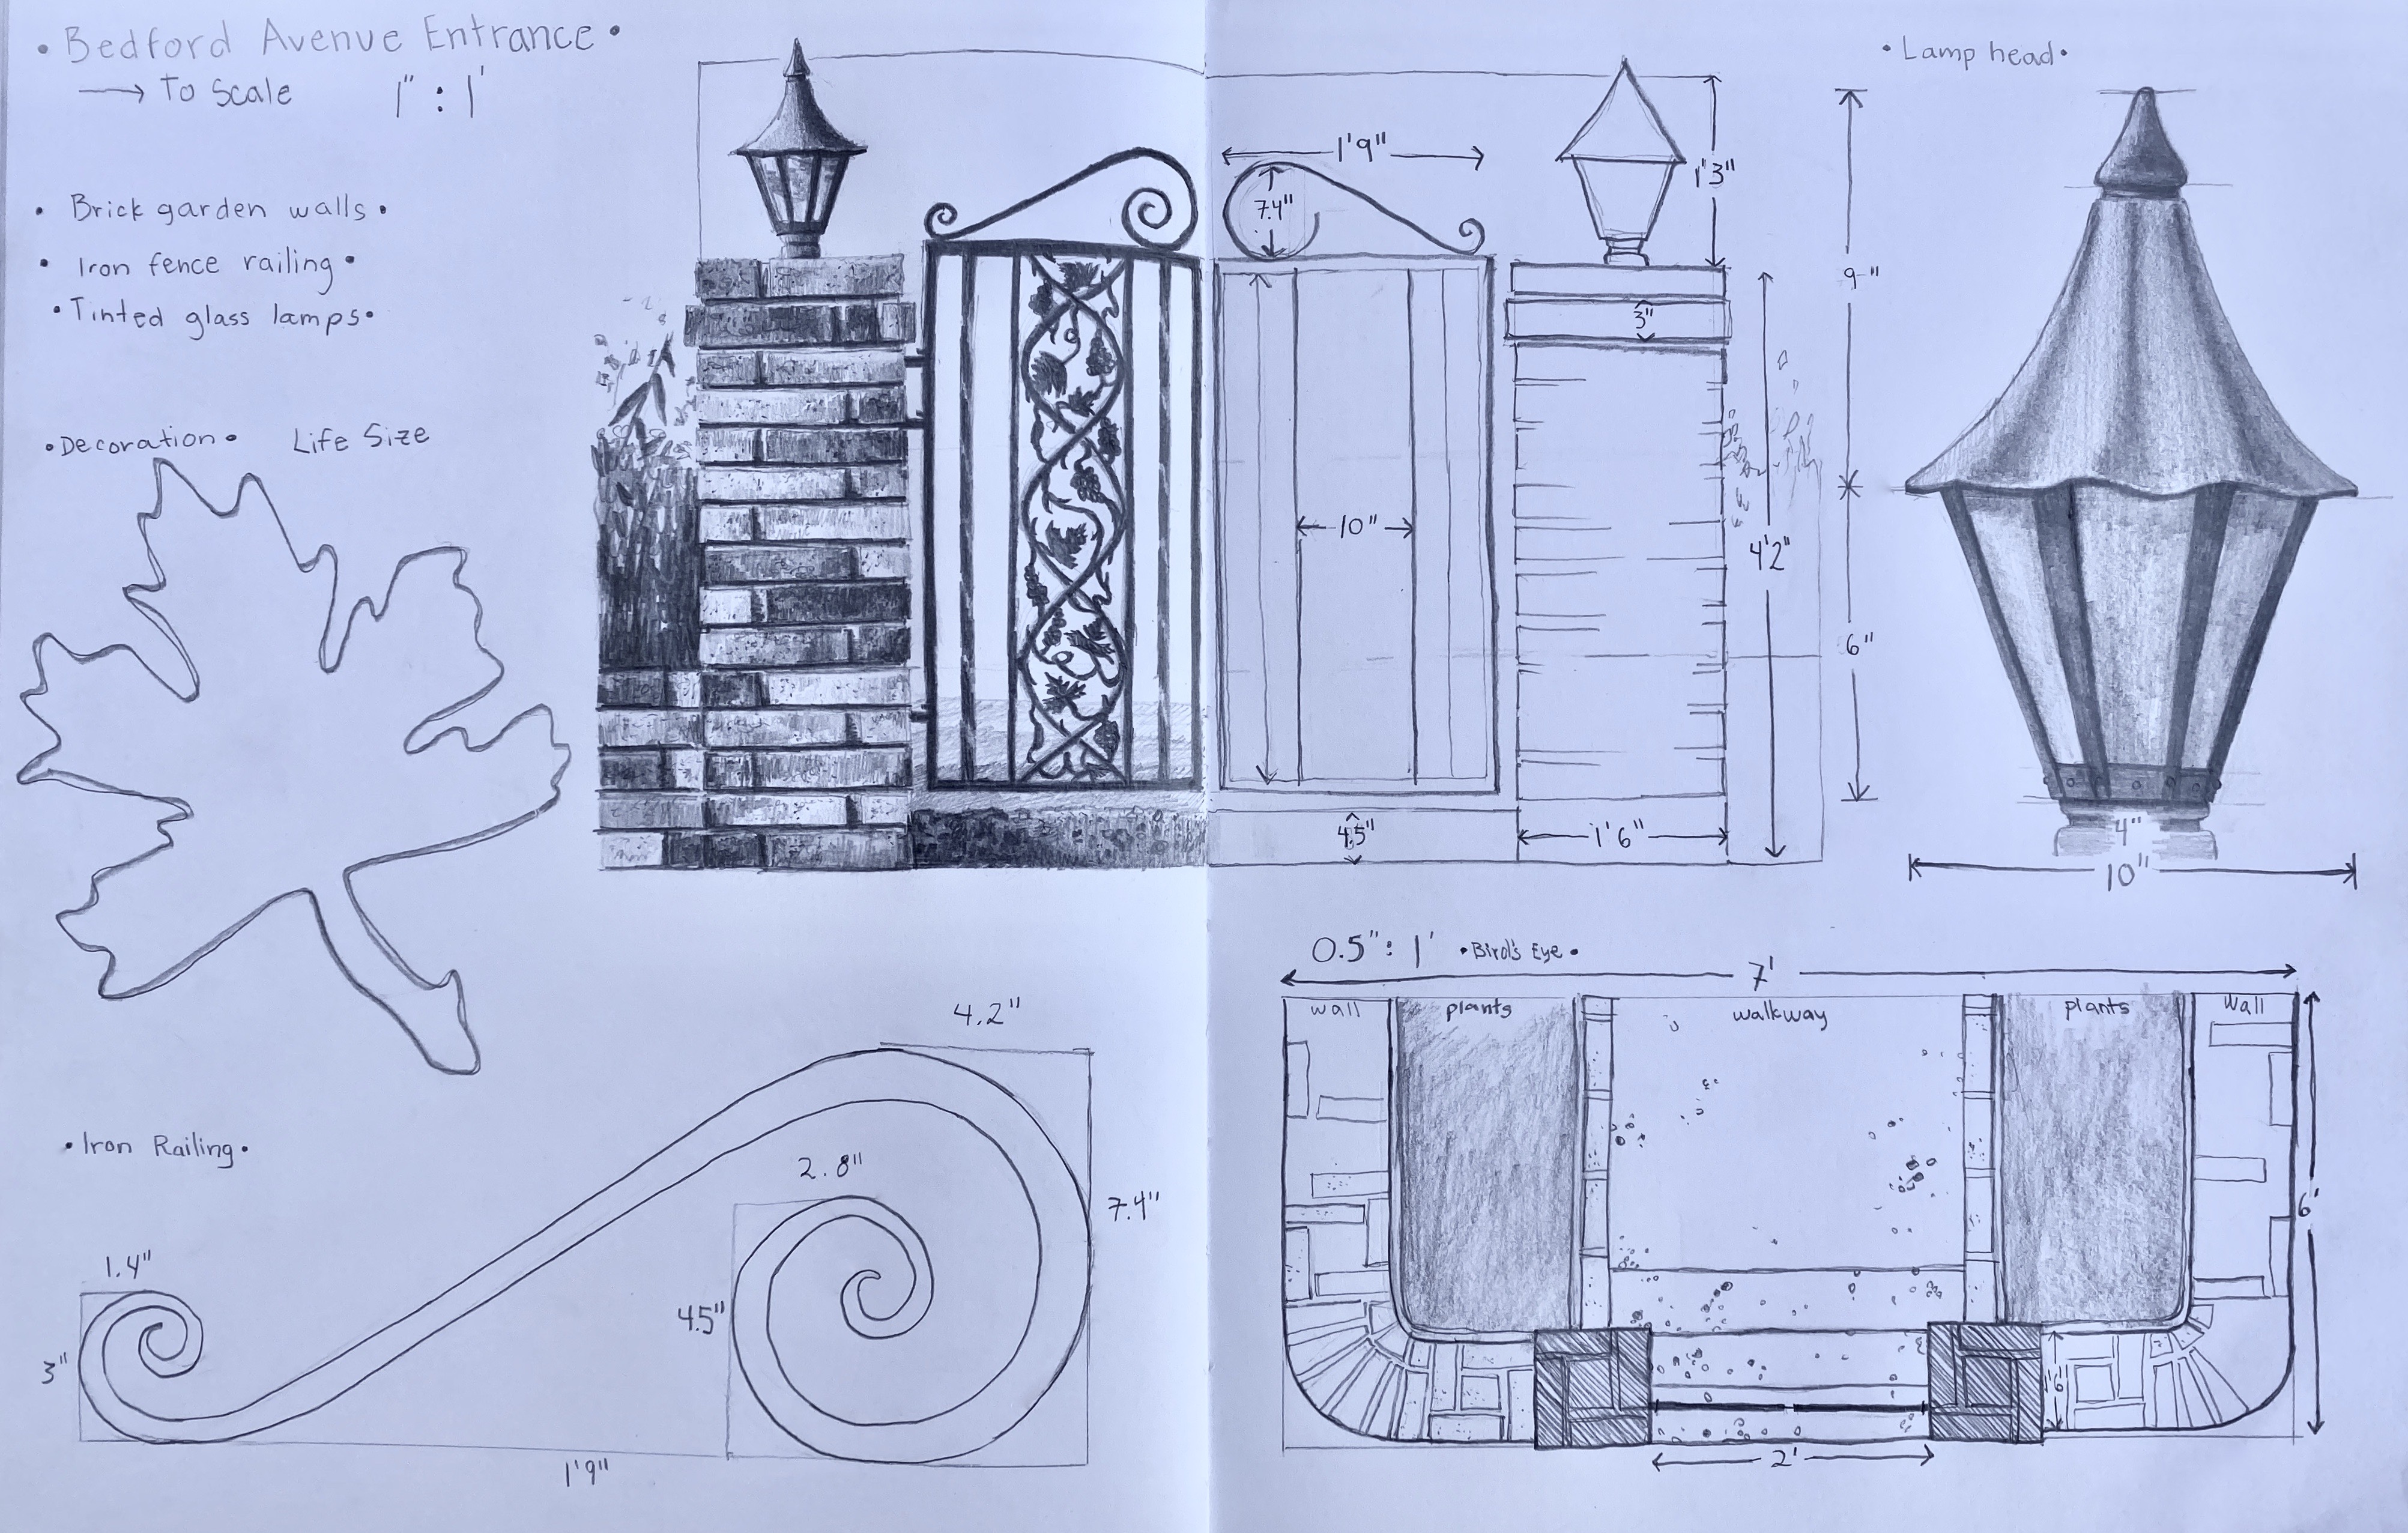 • Bedford Avenue Entrance •
→ To Scale 1" : 1'
• Brick garden walls •
• Iron fence railing •
• Tinted glass lamps •
• Decoration • Life Size
1'9"
7.4"
1'3"
3"
10"
4'2"
4.5"
1'6"
• Lamp head •
9"
6"
4"
10"
• Iron Railing •
4.2"
2.8"
7.4"
1.4"
4.5"
3"
1'9"
0.5" : 1' • Bird's Eye •
7'
wall plants walkway plants wall
6'
1'6"
2'